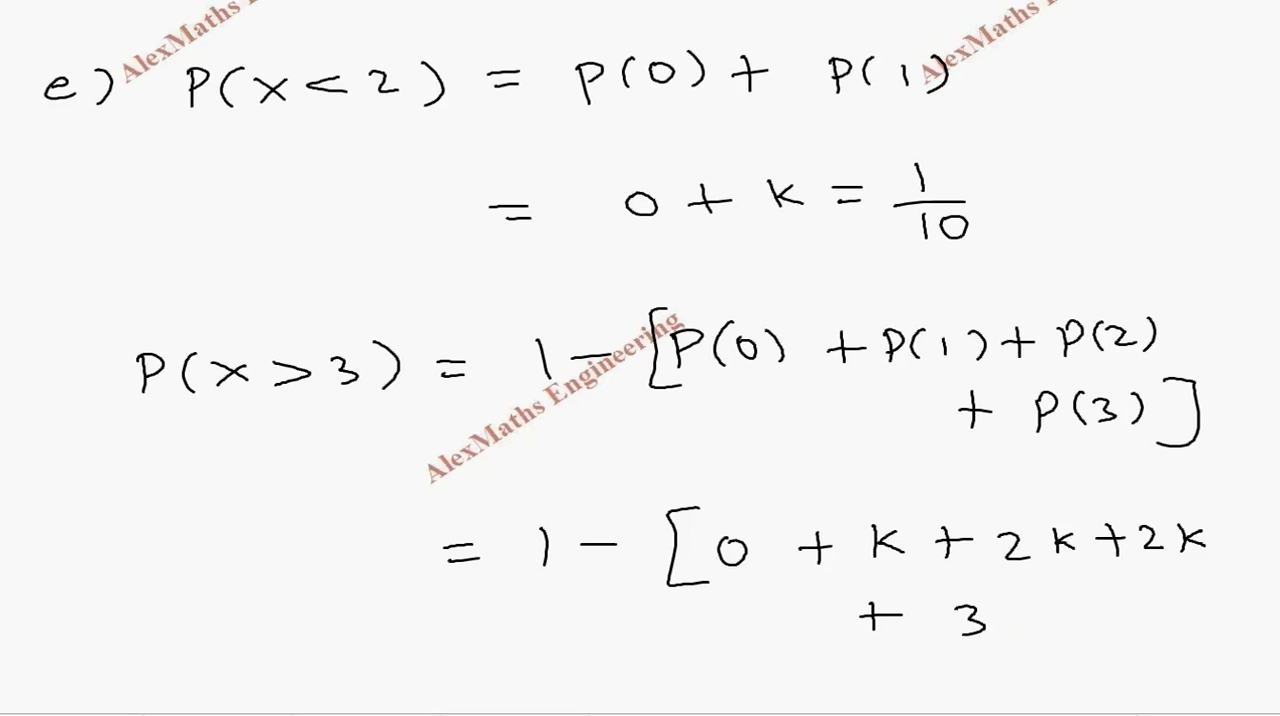 AlexMaths
AlexMaths
e) P(x < 2) = P(0) + P(1)
= 0 + k = 1/10
P(x > 3) = 1 - [P(0) + P(1) + P(2)
+ P(3)]
AlexMaths Engineering
= 1 - [0 + k + 2k + 2k
+ 3